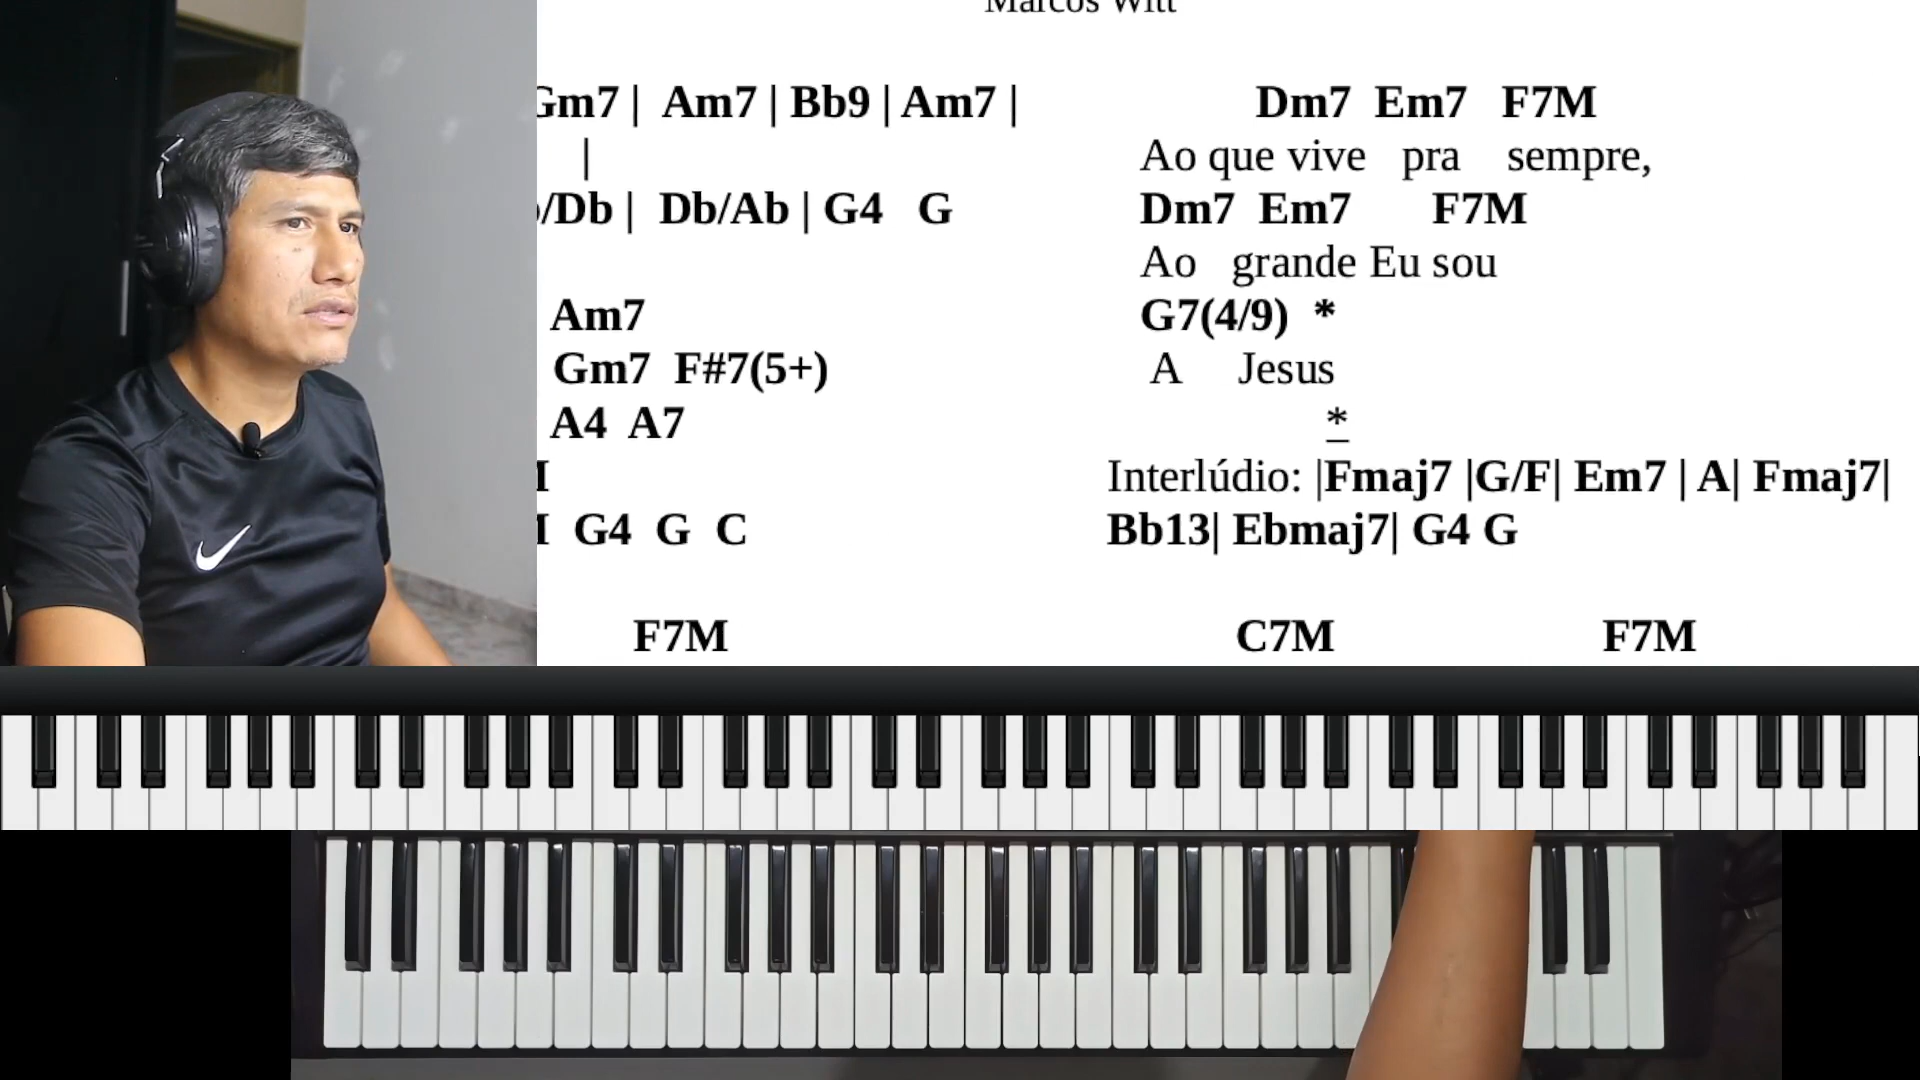 Marcos Witt
Gm7 | Am7 | Bb9 | Am7 |
|
/Db | Db/Ab | G4 G
Am7
Gm7 F#7(5+)
A4 A7
G4 G C
F7M
Dm7 Em7 F7M
Ao que vive pra sempre,
Dm7 Em7 F7M
Ao grande Eu sou
G7(4/9) *
A Jesus
*
Interlúdio: |Fmaj7 |G/F| Em7 | A| Fmaj7|
Bb13| Ebmaj7| G4 G
C7M F7M